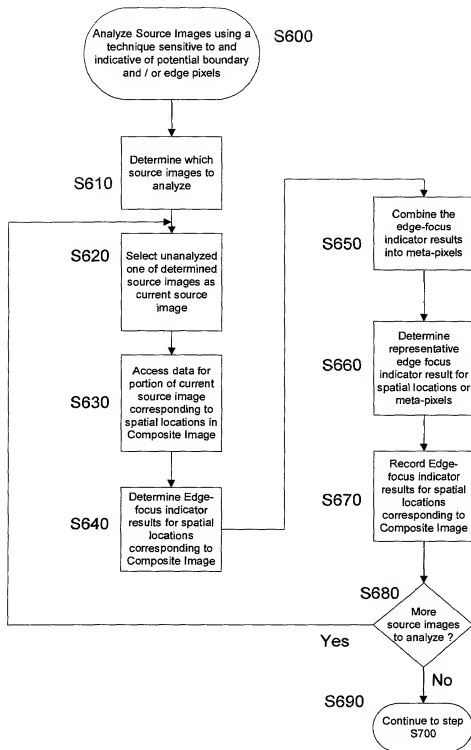 Analyze Source Images using a
technique sensitive to and
indicative of potential boundary
and / or edge pixels
S600
Determine which
source images to
analyze
S610
S620
Select unanalyzed
one of determined
source images as
current source
image
Access data for
portion of current
source image
corresponding to
spatial locations in
Composite Image
S630
Determine Edge-
focus indicator
results for spatial
locations
corresponding to
Composite Image
S640
Combine the
edge-focus
indicator results
into meta-pixels
S650
Determine
representative
edge focus
indicator result for
spatial locations or
meta-pixels
S660
Record Edge-
focus indicator
results for spatial
locations
corresponding to
Composite Image
S670
S680
More
source images
to analyze ?
Yes
No
S690
Continue to step
S700